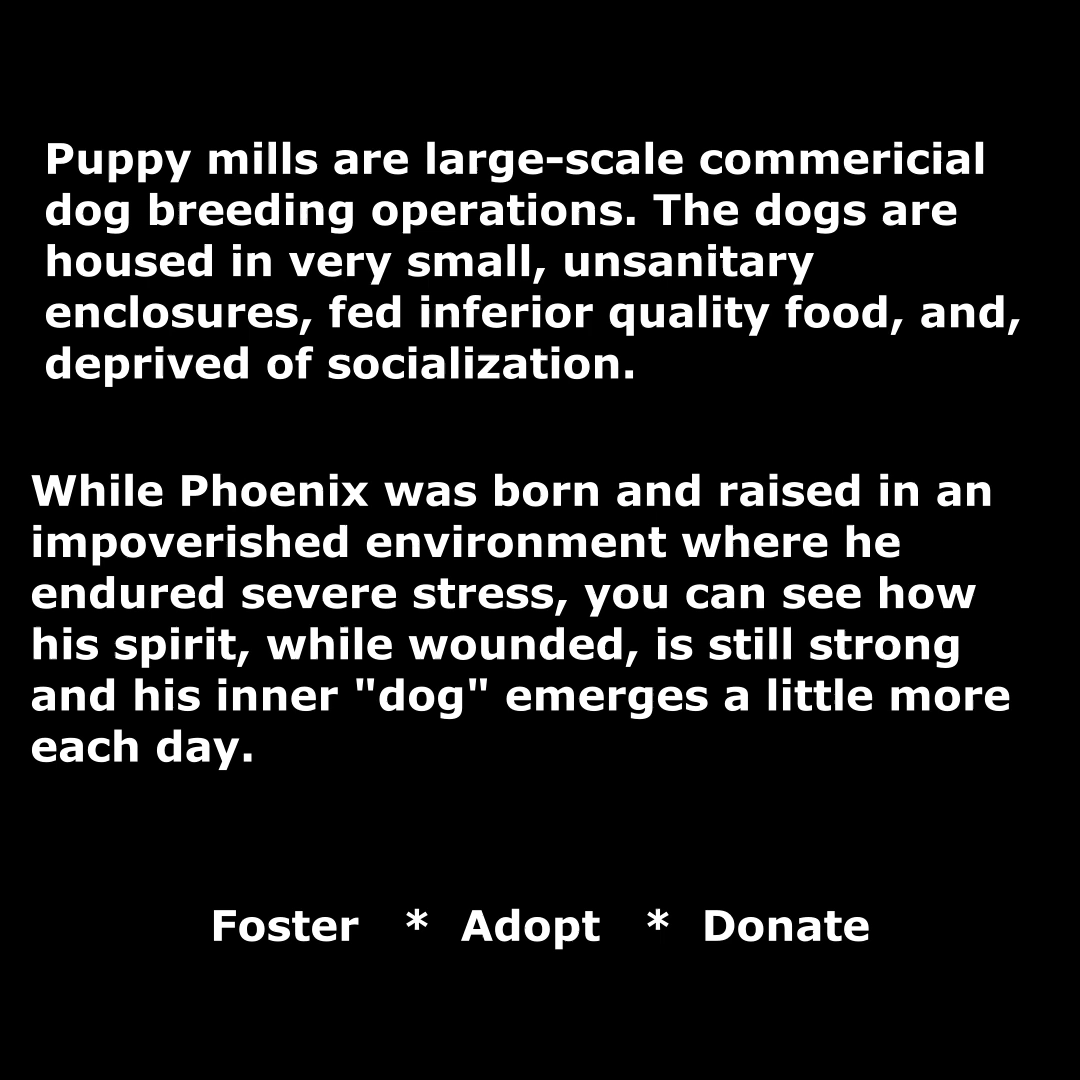 Puppy mills are large-scale commericial
dog breeding operations. The dogs are
housed in very small, unsanitary
enclosures, fed inferior quality food, and,
deprived of socialization.
While Phoenix was born and raised in an
impoverished environment where he
endured severe stress, you can see how
his spirit, while wounded, is still strong
and his inner "dog" emerges a little more
each day.
Foster * Adopt * Donate